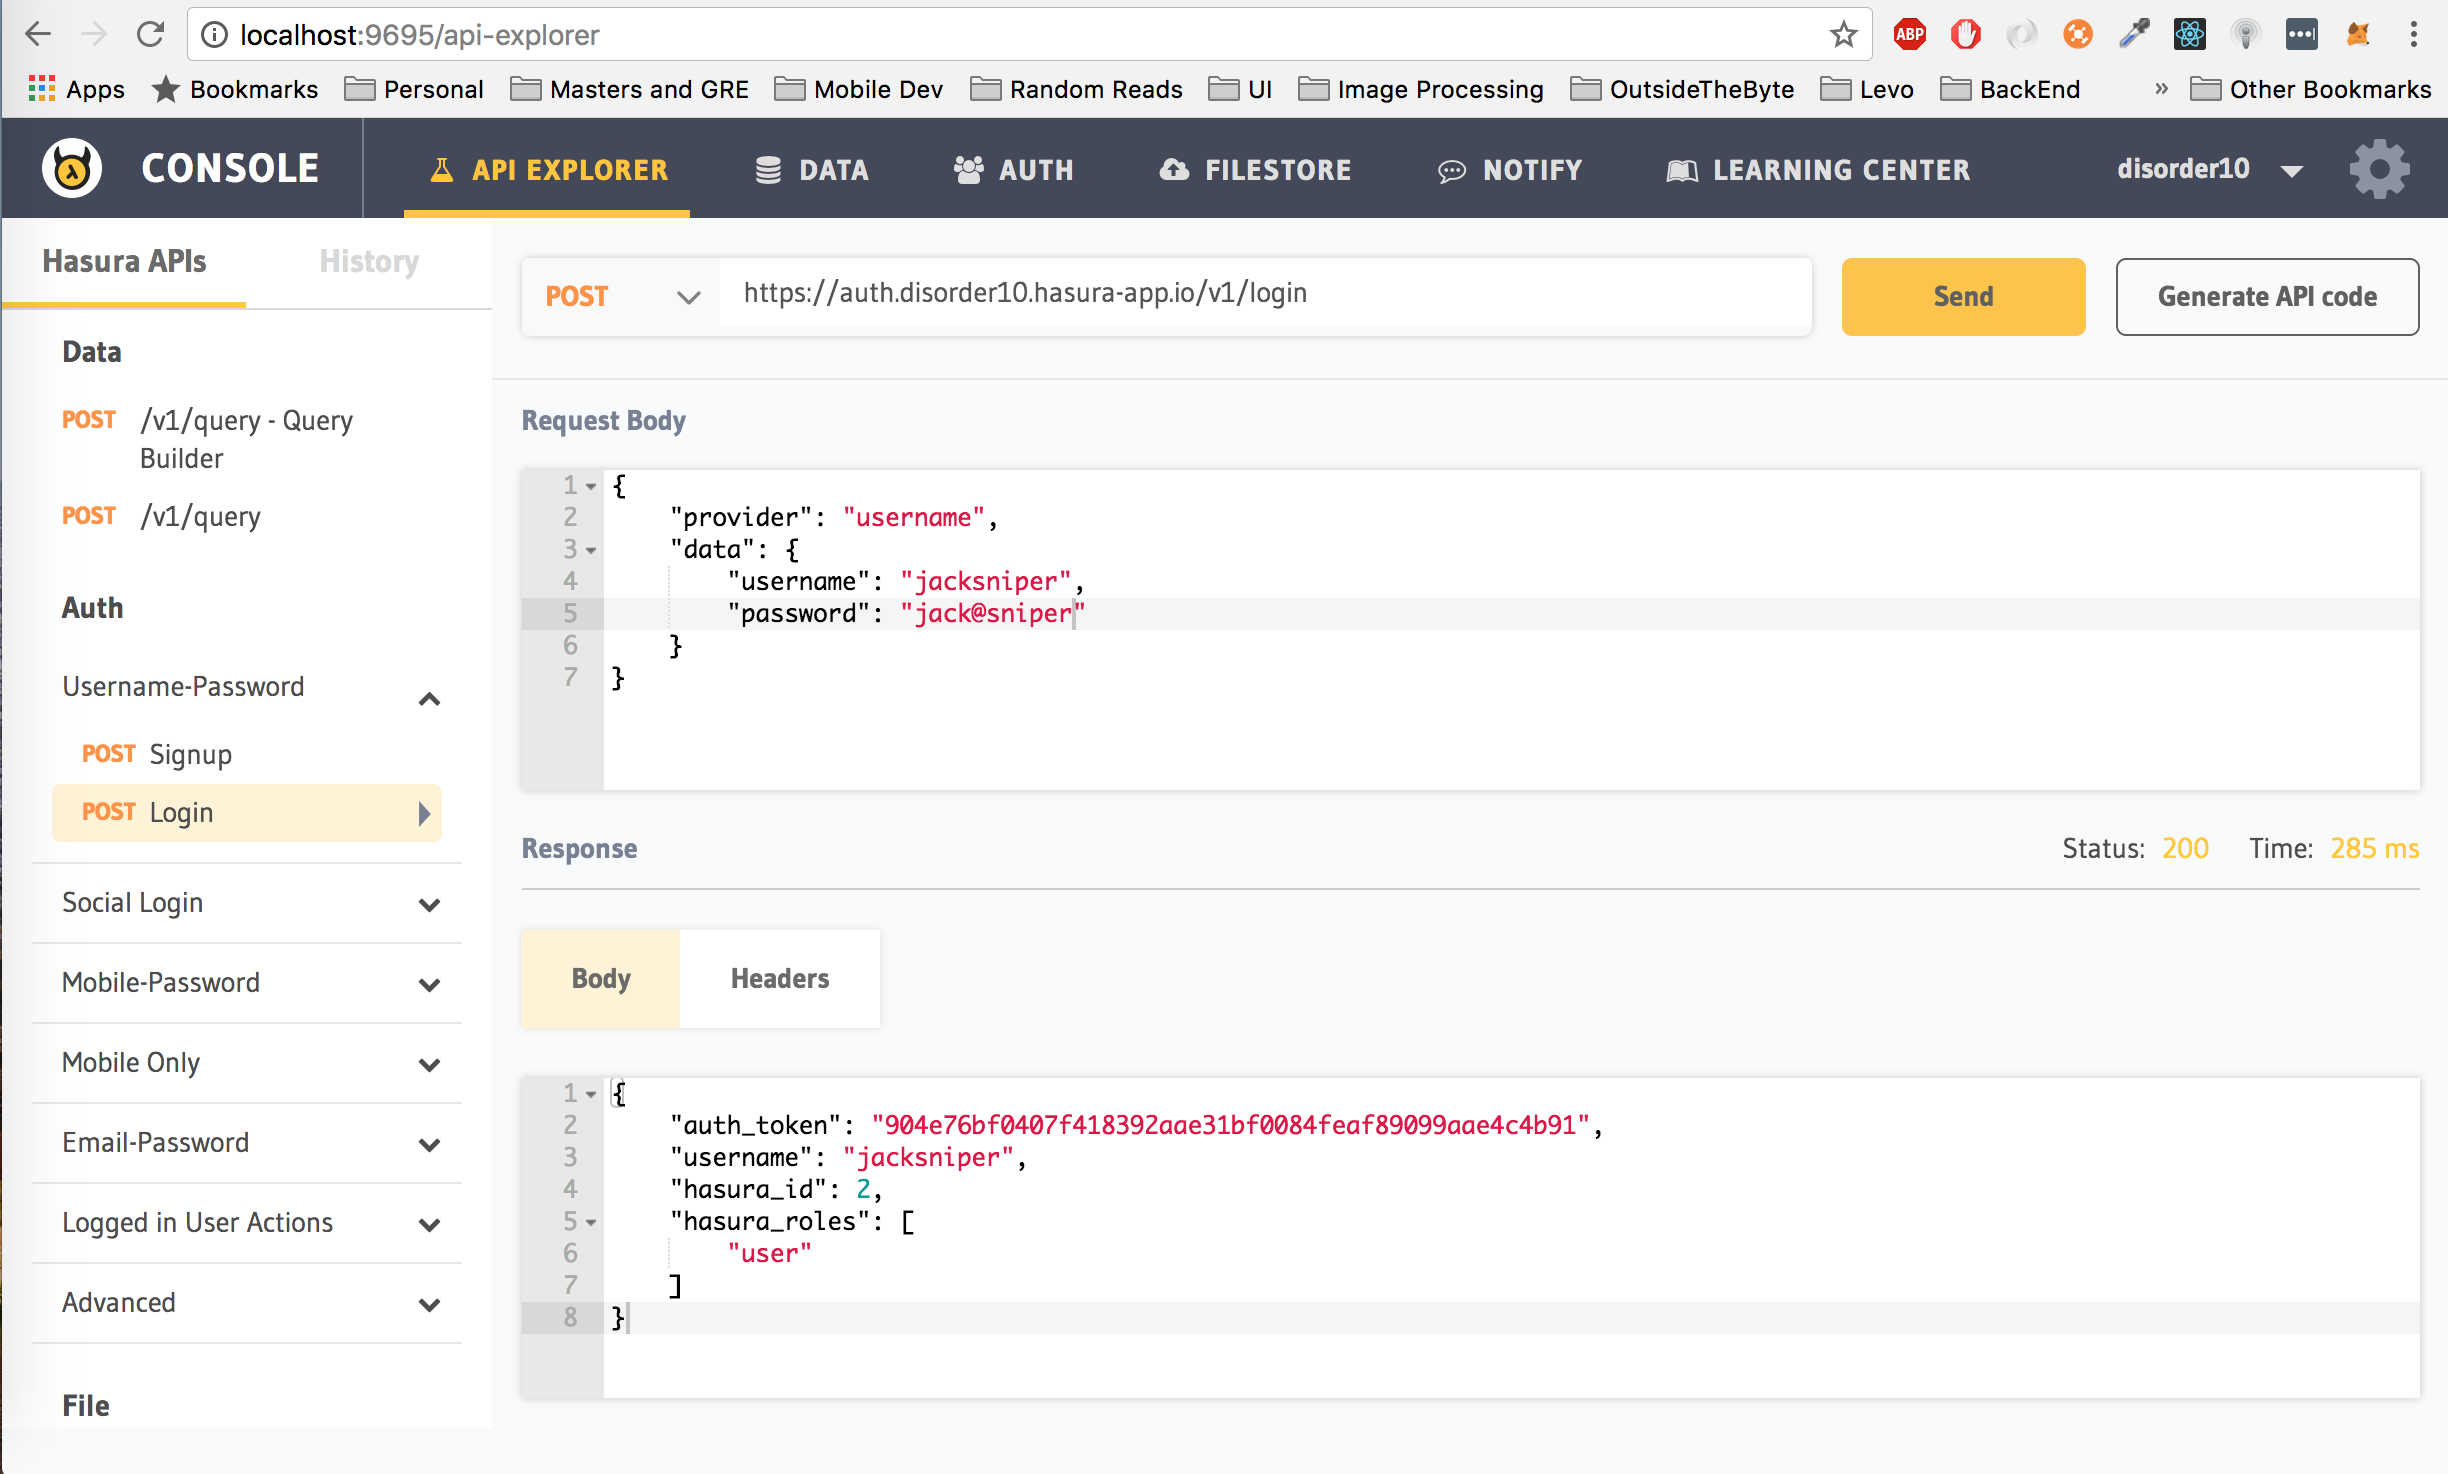 localhost:9695/api-explorer
ABP
Apps Bookmarks Personal Masters and GRE Mobile Dev Random Reads UI Image Processing OutsideTheByte Levo BackEnd » Other Bookmarks
CONSOLE API EXPLORER DATA AUTH FILESTORE NOTIFY LEARNING CENTER disorder10
Hasura APIs History
POST https://auth.disorder10.hasura-app.io/v1/login Send Generate API code
Data
POST /v1/query - Query
Builder
POST /v1/query
Auth
Username-Password
POST Signup
POST Login
Social Login
Mobile-Password
Mobile Only
Email-Password
Logged in User Actions
Advanced
File
Request Body
1 {
2 "provider": "username",
3 "data": {
4 "username": "jacksniper",
5 "password": "jack@sniper"
6 }
7 }
Response Status: 200 Time: 285 ms
Body Headers
1 {
2 "auth_token": "904e76bf0407f418392aae31bf0084feaf89099aae4c4b91",
3 "username": "jacksniper",
4 "hasura_id": 2,
5 "hasura_roles": [
6 "user"
7 ]
8 }